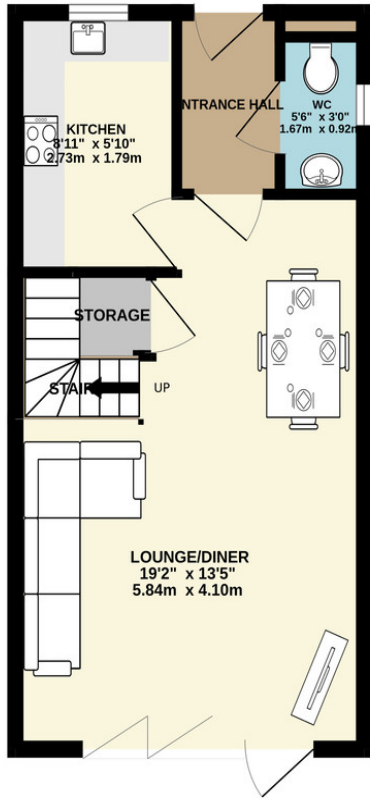 NTRANCE HALL
WC
5'6" x 3'0"
1.67m x 0.92m
KITCHEN
8'11" x 5'10"
2.73m x 1.79m
STORAGE
STAIR
UP
LOUNGE/DINER
19'2" x 13'5"
5.84m x 4.10m